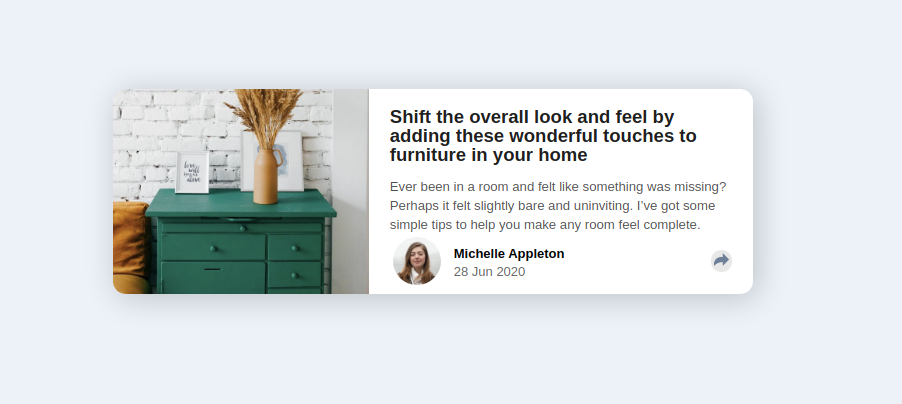 Shift the overall look and feel by
adding these wonderful touches to
furniture in your home
Ever been in a room and felt like something was missing?
Perhaps it felt slightly bare and uninviting. I’ve got some
simple tips to help you make any room feel complete.
Michelle Appleton
28 Jun 2020